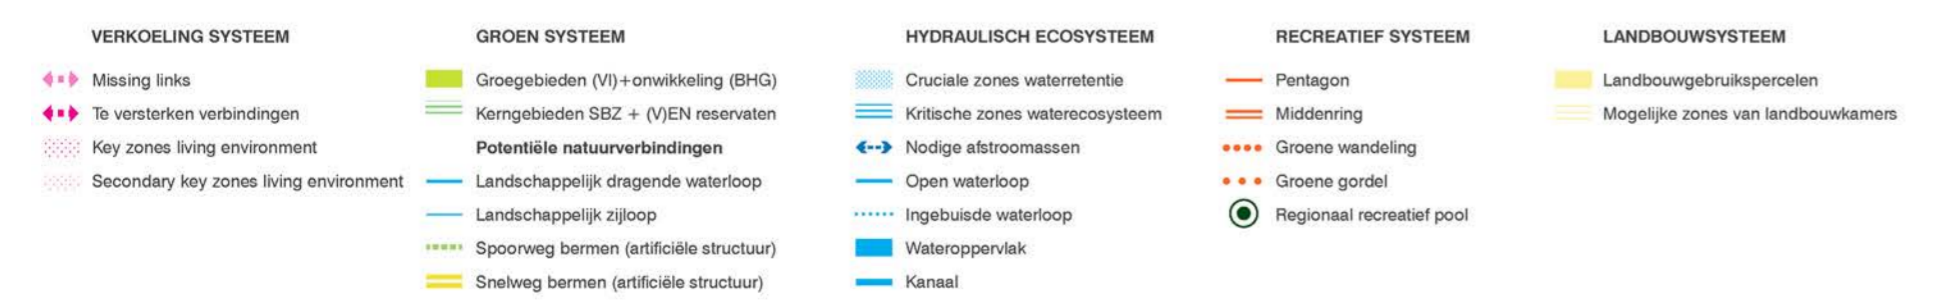 VERKOELING SYSTEEM
Missing links
Te versterken verbindingen
Key zones living environment
Secondary key zones living environment
GROEN SYSTEEM
Groegebieden (Vl)+onwikkeling (BHG)
Kerngebieden SBZ + (V)EN reservaten
Potentiële natuurverbindingen
Landschappelijk dragende waterloop
Landschappelijk zijloop
Spoorweg bermen (artificiële structuur)
Snelweg bermen (artificiële structuur)
HYDRAULISCH ECOSYSTEEM
Cruciale zones waterretentie
Kritische zones waterecosysteem
Nodige afstroomassen
Open waterloop
Ingebuisde waterloop
Wateroppervlak
Kanaal
RECREATIEF SYSTEEM
Pentagon
Middenring
Groene wandeling
Groene gordel
Regionaal recreatief pool
LANDBOUWSYSTEEM
Landbouwgebruikspercelen
Mogelijke zones van landbouwkamers